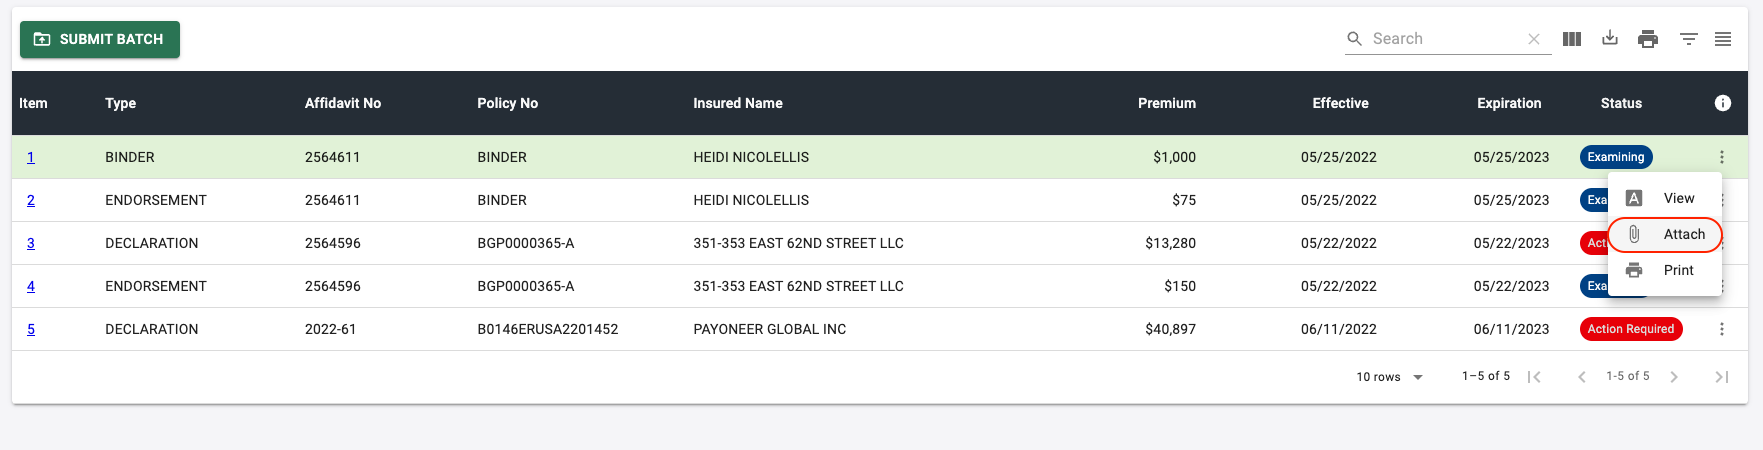 SUBMIT BATCH Search
Item Type Affidavit No Policy No Insured Name Premium Effective Expiration Status
1 BINDER 2564611 BINDER HEIDI NICOLELLIS $1,000 05/25/2022 05/25/2023 Examining
2 ENDORSEMENT 2564611 BINDER HEIDI NICOLELLIS $75 05/25/2022 05/25/2023 Exa
View
3 DECLARATION 2564596 BGP0000365-A 351-353 EAST 62ND STREET LLC $13,280 05/22/2022 05/22/2023 Acti
Attach
4 ENDORSEMENT 2564596 BGP0000365-A 351-353 EAST 62ND STREET LLC $150 05/22/2022 05/22/2023 Exa
Print
5 DECLARATION 2022-61 B0146ERUSA2201452 PAYONEER GLOBAL INC $40,897 06/11/2022 06/11/2023 Action Required
10 rows 1–5 of 5 1-5 of 5